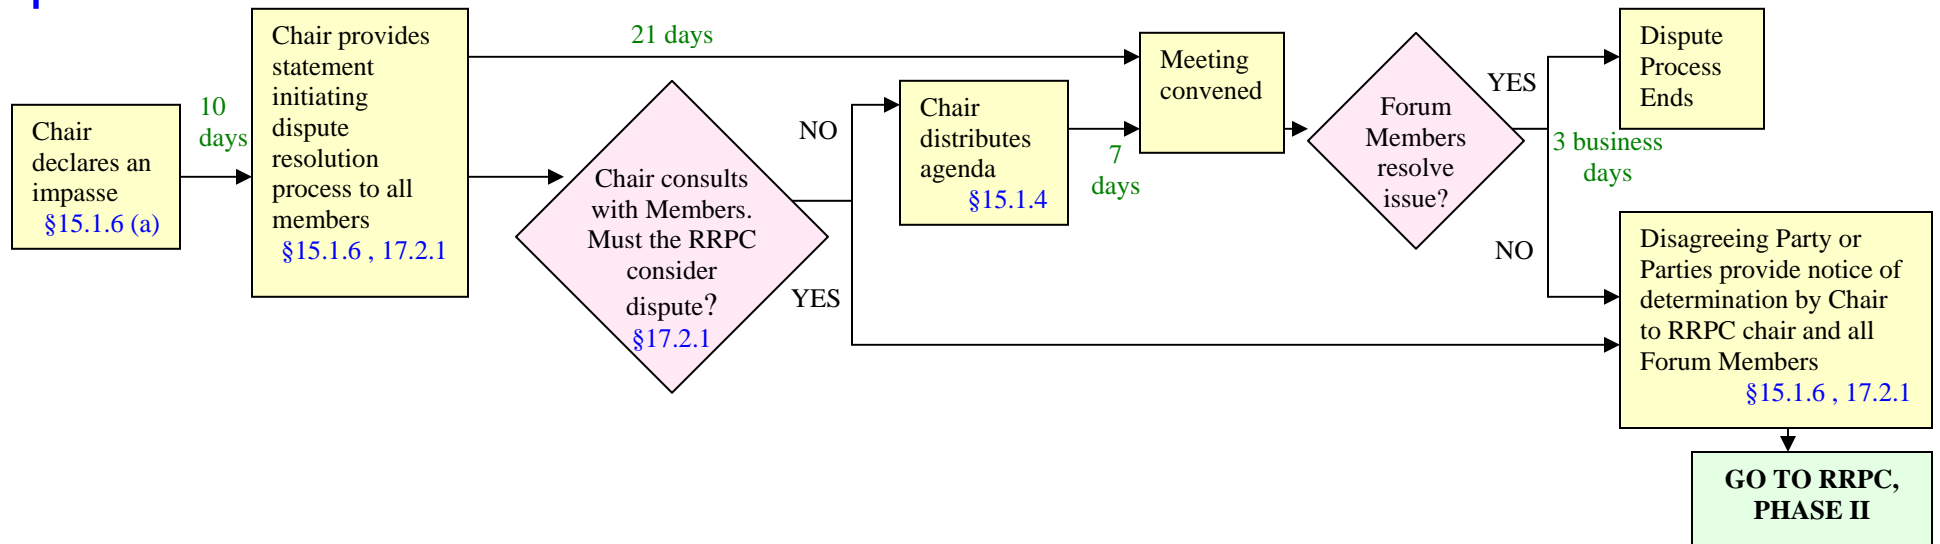 Chair
declares an
impasse
§15.1.6 (a)
10
days
Chair provides
statement
initiating
dispute
resolution
process to all
members
§15.1.6 , 17.2.1
21 days
Chair consults
with Members.
Must the RRPC
consider
dispute?
§17.2.1
NO
YES
Chair
distributes
agenda
§15.1.4
7
days
Meeting
convened
Forum
Members
resolve
issue?
YES
NO
3 business
days
Dispute
Process
Ends
Disagreeing Party or
Parties provide notice of
determination by Chair
to RRPC chair and all
Forum Members
§15.1.6 , 17.2.1
GO TO RRPC,
PHASE II